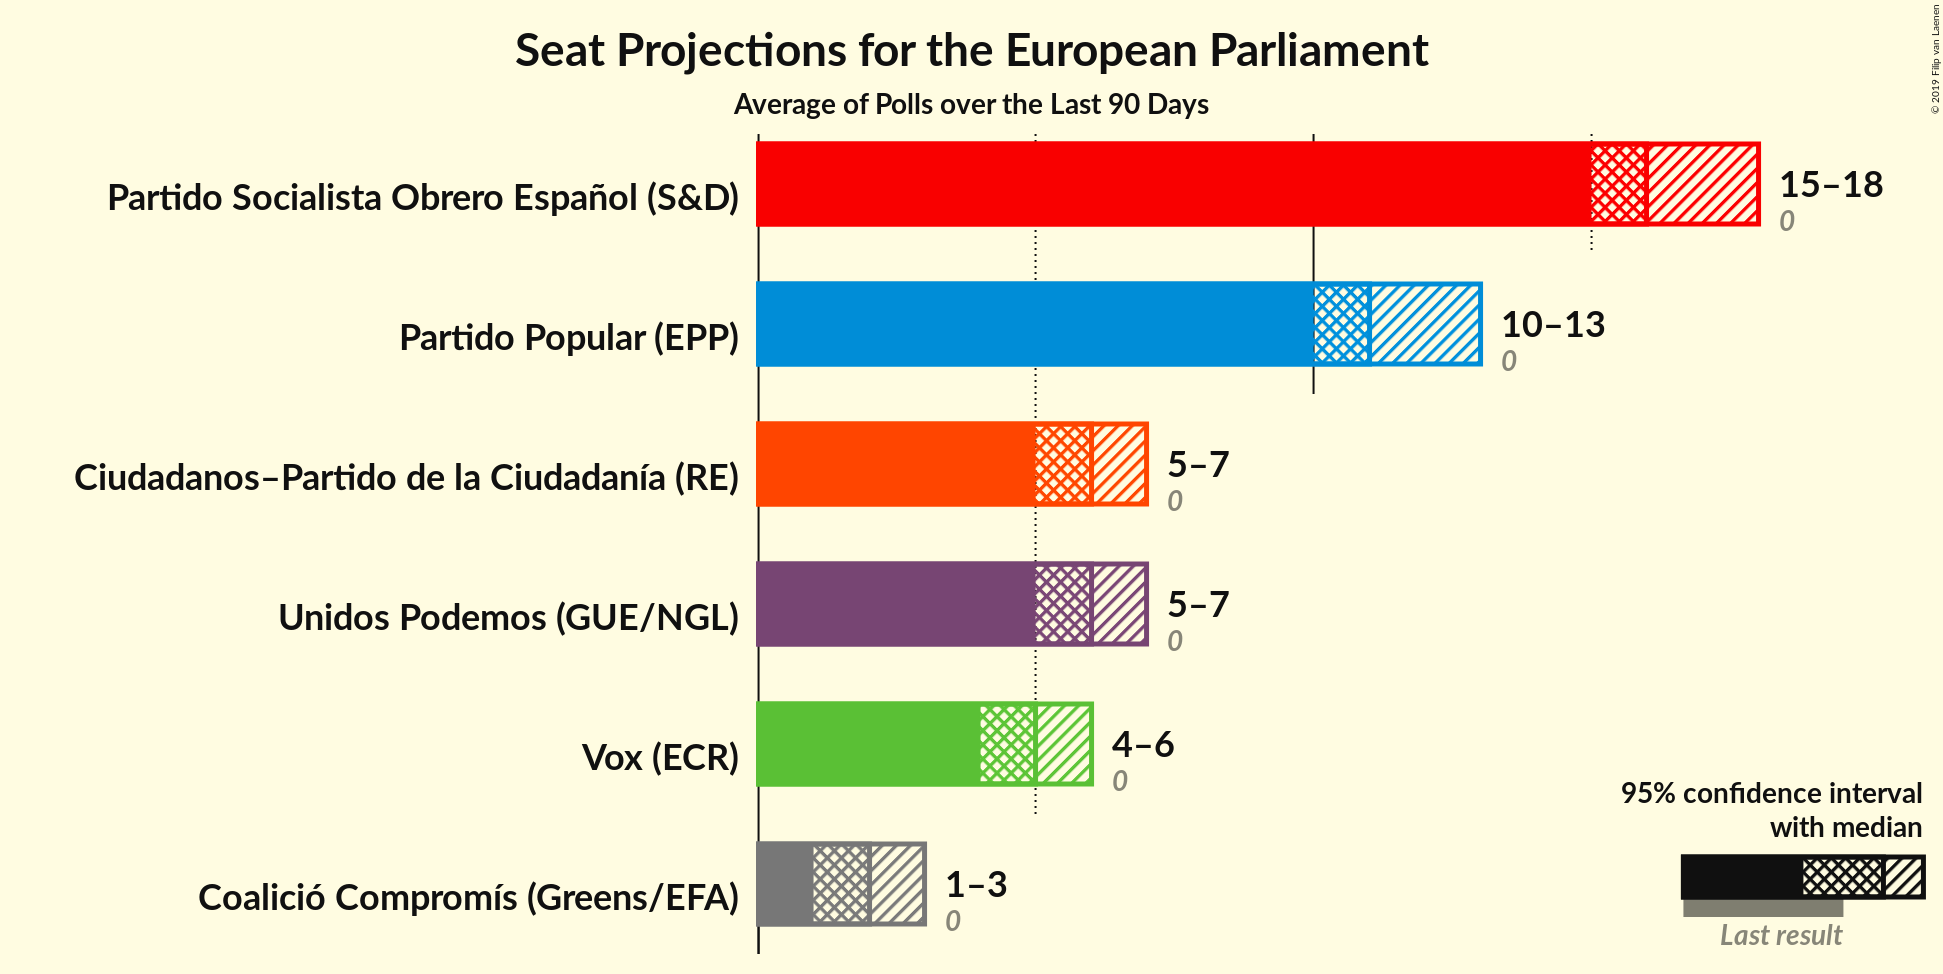 Seat Projections for the European Parliament
Average of Polls over the Last 90 Days
© 2019 Filip van Laenen
Partido Socialista Obrero Español (S&D)
15–18
0
Partido Popular (EPP)
10–13
0
Ciudadanos–Partido de la Ciudadanía (RE)
5–7
0
Unidos Podemos (GUE/NGL)
5–7
0
Vox (ECR)
4–6
0
Coalició Compromís (Greens/EFA)
1–3
0
95% confidence interval
with median
Last result